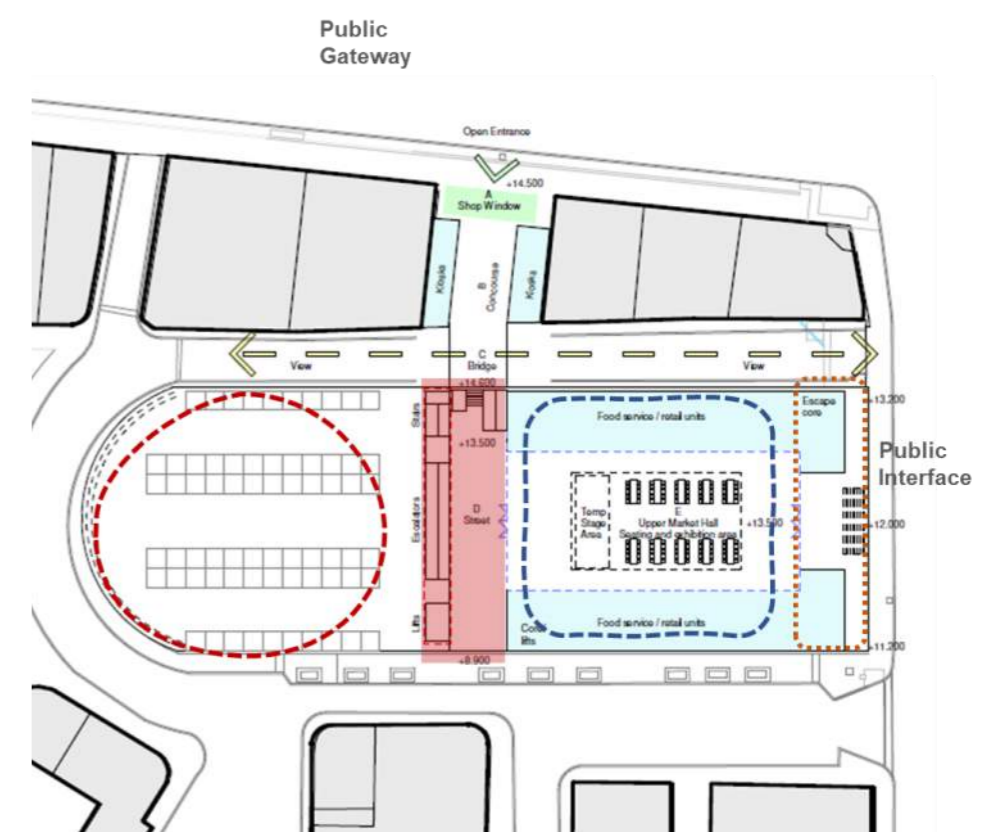 Public
Gateway
Open Entrance
+14.500
A
Shop Window
Kiosks
B
Concourse
Kiosks
C
Bridge
View
View
+14.600
Stairs
+13.500
Food service / retail units
Escape
core
+13.200
Public
Interface
Escalators
D
Street
Temp
Stage
Area
E
Upper Market Hall
Seating and exhibition area
+13.500
+12.000
Lifts
Core
lifts
Food service / retail units
+8.900
+11.200